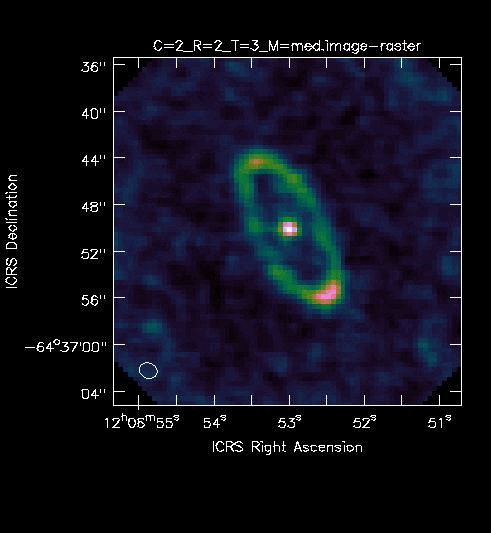 C=2_R=2_T=3_M=med.image-raster
36"
40"
44"
48"
52"
56"
-64°37'00"
04"
ICRS Declination
12ʰ08ᵐ55ˢ 54ˢ 53ˢ 52ˢ 51ˢ
ICRS Right Ascension